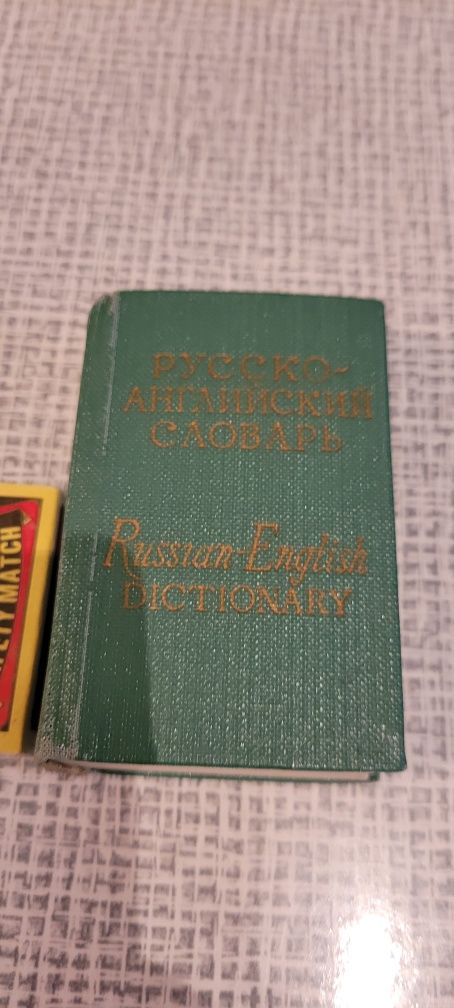 РУССКО-
АНГЛИЙСКИЙ
СЛОВАРЬ
Russian-English
DICTIONARY
MATCH